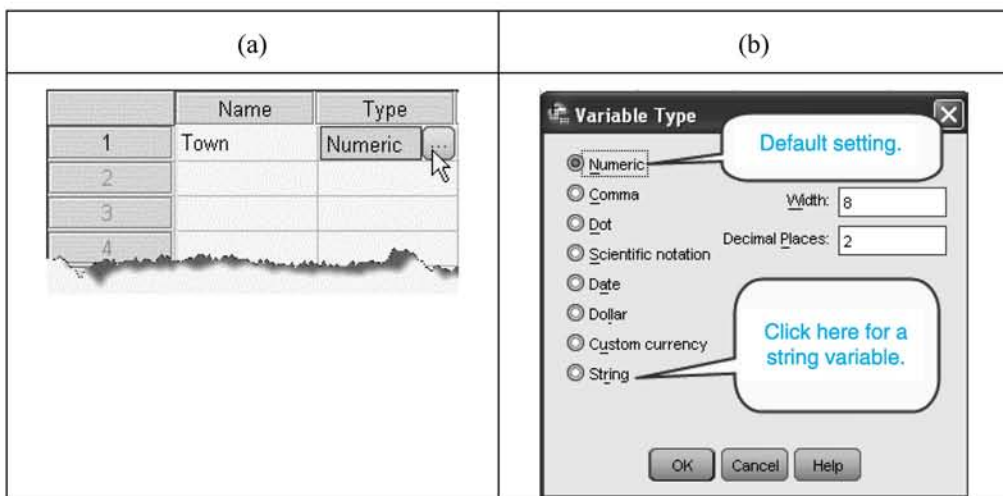 (a)
(b)
Name Type
1 Town Numeric ...
2
3
4
Variable Type
Default setting.
Numeric
Comma
Width: 8
Dot
Decimal Places: 2
Scientific notation
Date
Dollar
Click here for a
string variable.
Custom currency
String
OK Cancel Help